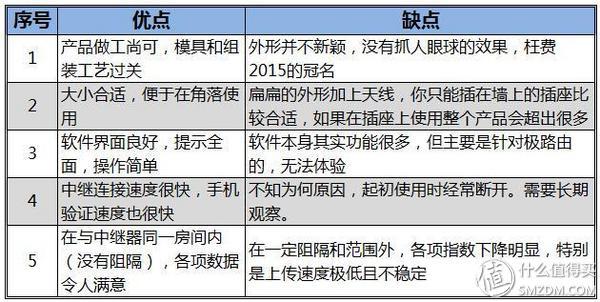 序号 优点 缺点
1 产品做工尚可，模具和组 外形并不新颖，没有抓人眼球的效果，枉费
装工艺过关 2015的冠名
2 大小合适，便于在角落使 扁扁的外形加上天线，你只能插在墙上的插座比
用 较合适，如果在插座上使用整个产品会超出很多
3 软件界面良好，提示全 软件本身其实功能很多，但主要是针对极路由
面，操作简单 的，无法体验
4 中继连接速度很快，手机 不知为何原因，起初使用时经常断开。需要长期
验证速度也很快 观察。
5 在与中继器同一房间内 在一定阻隔和范围外，各项指数下降明显，特别
（没有阻隔），各项数据 是上传速度极低且不稳定
令人满意
值 什么值得买
SMZDM.COM